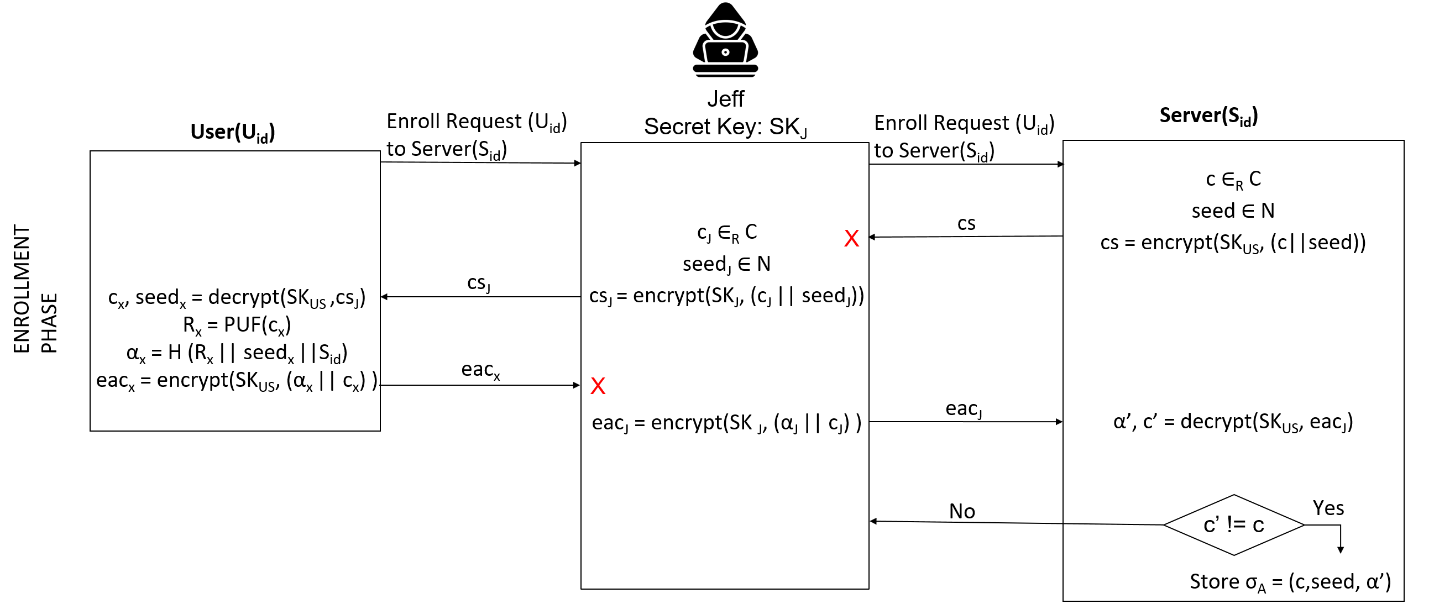 Jeff
Secret Key: SKJ
User(Uid)
Enroll Request (Uid)
to Server(Sid)
Enroll Request (Uid)
to Server(Sid)
Server(Sid)
ENROLLMENT
PHASE
c ∈R C
seed ∈ N
cs = encrypt(SKUS, (c||seed))
cs
X
cJ ∈R C
seedJ ∈ N
csJ = encrypt(SKJ, (cJ || seedJ))
csJ
cx, seedx = decrypt(SKUS ,csJ)
Rx = PUF(cx)
αx = H (Rx || seedx ||Sid)
eacx = encrypt(SKUS, (αx || cx) )
eacx
X
eacJ = encrypt(SK J, (αJ || cJ) )
eacJ
α’, c’ = decrypt(SKUS, eacJ)
No
c’ != c
Yes
Store σA = (c,seed, α’)